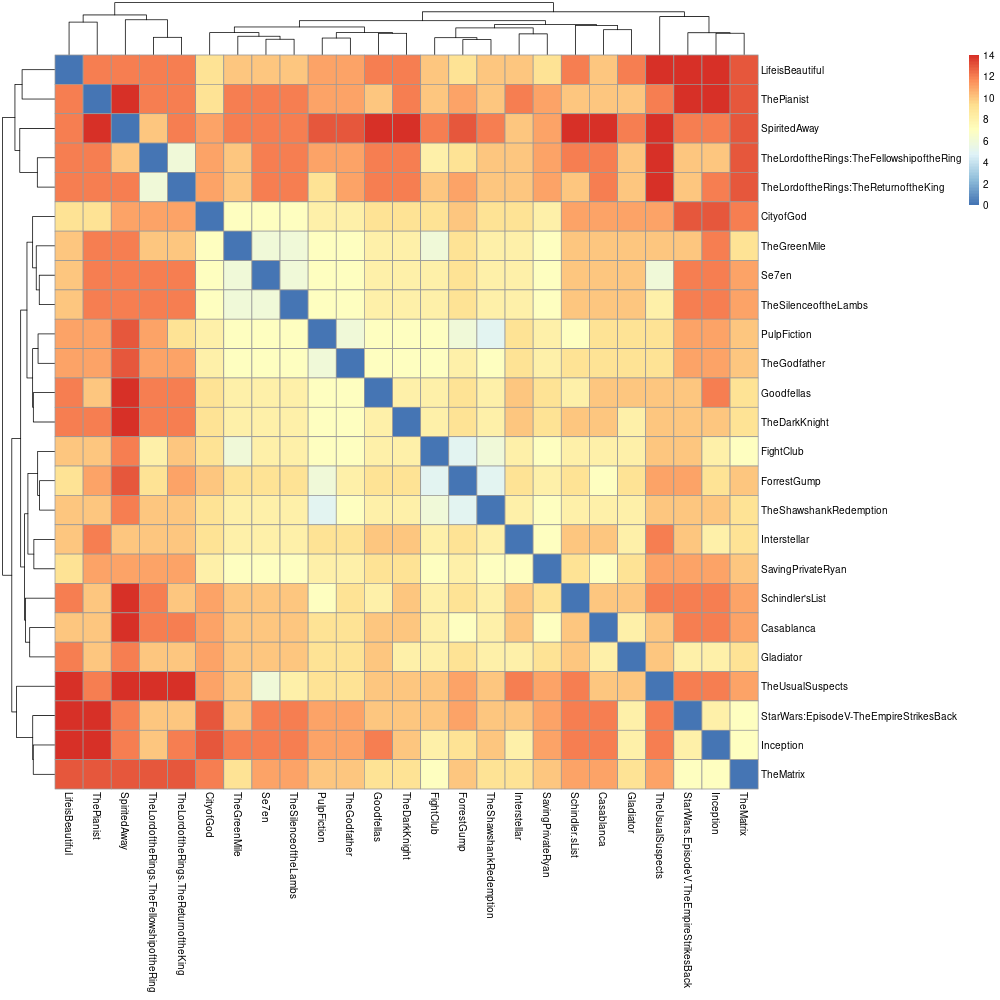 14
12
10
8
6
4
2
0
LifeisBeautiful
ThePianist
SpiritedAway
TheLordoftheRings:TheFellowshipoftheRing
TheLordoftheRings:TheReturnoftheKing
CityofGod
TheGreenMile
Se7en
TheSilenceoftheLambs
PulpFiction
TheGodfather
Goodfellas
TheDarkKnight
FightClub
ForrestGump
TheShawshankRedemption
Interstellar
SavingPrivateRyan
Schindler'sList
Casablanca
Gladiator
TheUsualSuspects
StarWars:EpisodeV-TheEmpireStrikesBack
Inception
TheMatrix
LifeisBeautiful
ThePianist
SpiritedAway
TheLordoftheRings.TheFellowshipoftheRing
TheLordoftheRings.TheReturnoftheKing
CityofGod
TheGreenMile
Se7en
TheSilenceoftheLambs
PulpFiction
TheGodfather
Goodfellas
TheDarkKnight
FightClub
ForrestGump
TheShawshankRedemption
Interstellar
SavingPrivateRyan
Schindler.sList
Casablanca
Gladiator
TheUsualSuspects
StarWars.EpisodeV.TheEmpireStrikesBack
Inception
TheMatrix